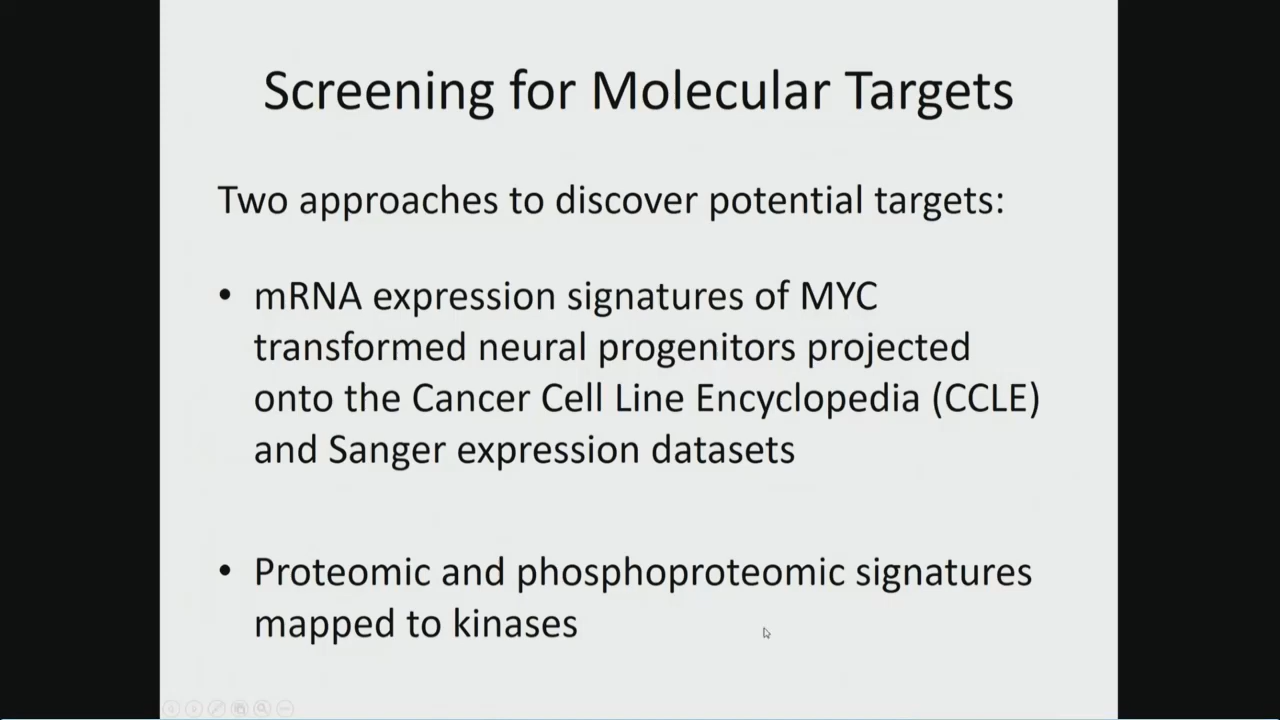 Screening for Molecular Targets
Two approaches to discover potential targets:
• mRNA expression signatures of MYC
transformed neural progenitors projected
onto the Cancer Cell Line Encyclopedia (CCLE)
and Sanger expression datasets
• Proteomic and phosphoproteomic signatures
mapped to kinases